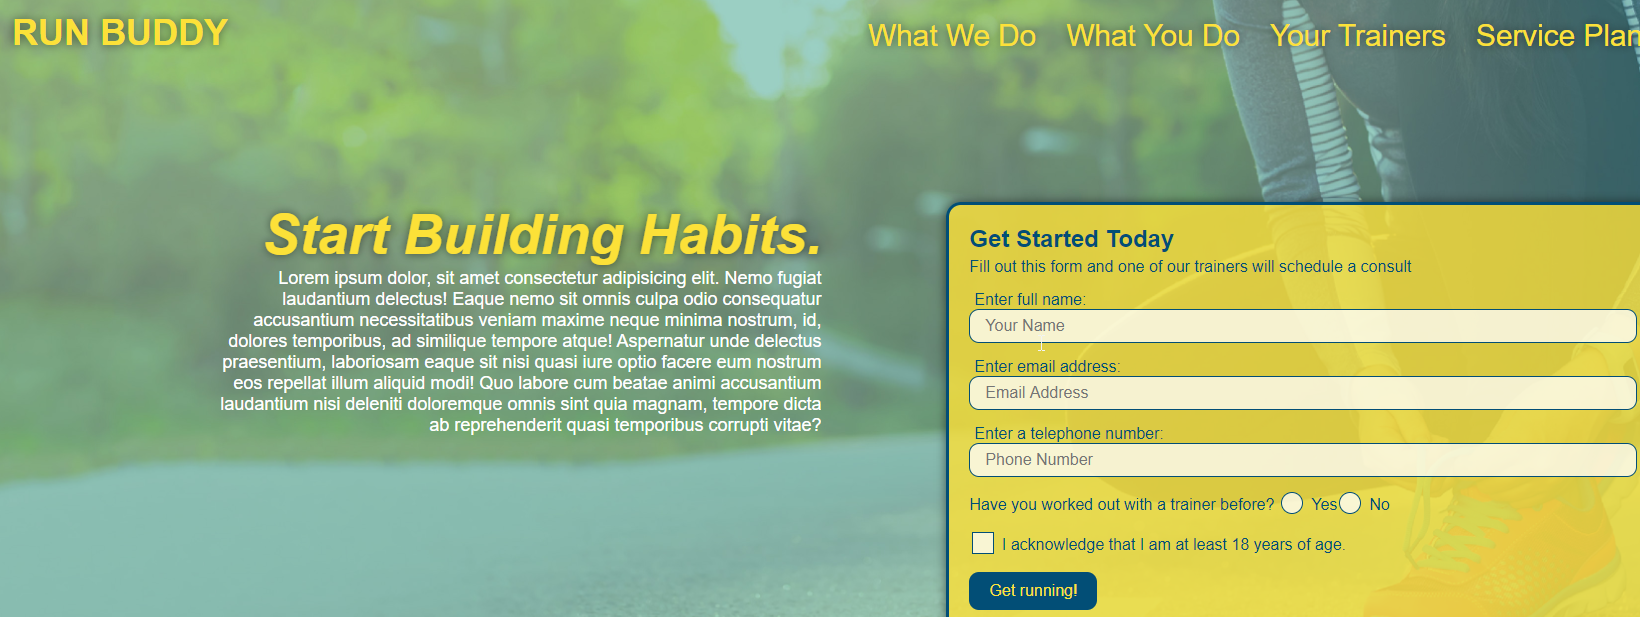 RUN BUDDY
What We Do What You Do Your Trainers Service Plan
Start Building Habits.
Lorem ipsum dolor, sit amet consectetur adipisicing elit. Nemo fugiat
laudantium delectus! Eaque nemo sit omnis culpa odio consequatur
accusantium necessitatibus veniam maxime neque minima nostrum, id,
dolores temporibus, ad similique tempore atque! Aspernatur unde delectus
praesentium, laboriosam eaque sit nisi quasi iure optio facere eum nostrum
eos repellat illum aliquid modi! Quo labore cum beatae animi accusantium
laudantium nisi deleniti doloremque omnis sint quia magnam, tempore dicta
ab reprehenderit quasi temporibus corrupti vitae?
Get Started Today
Fill out this form and one of our trainers will schedule a consult
Enter full name:
Your Name
Enter email address:
Email Address
Enter a telephone number:
Phone Number
Have you worked out with a trainer before? Yes No
I acknowledge that I am at least 18 years of age.
Get running!